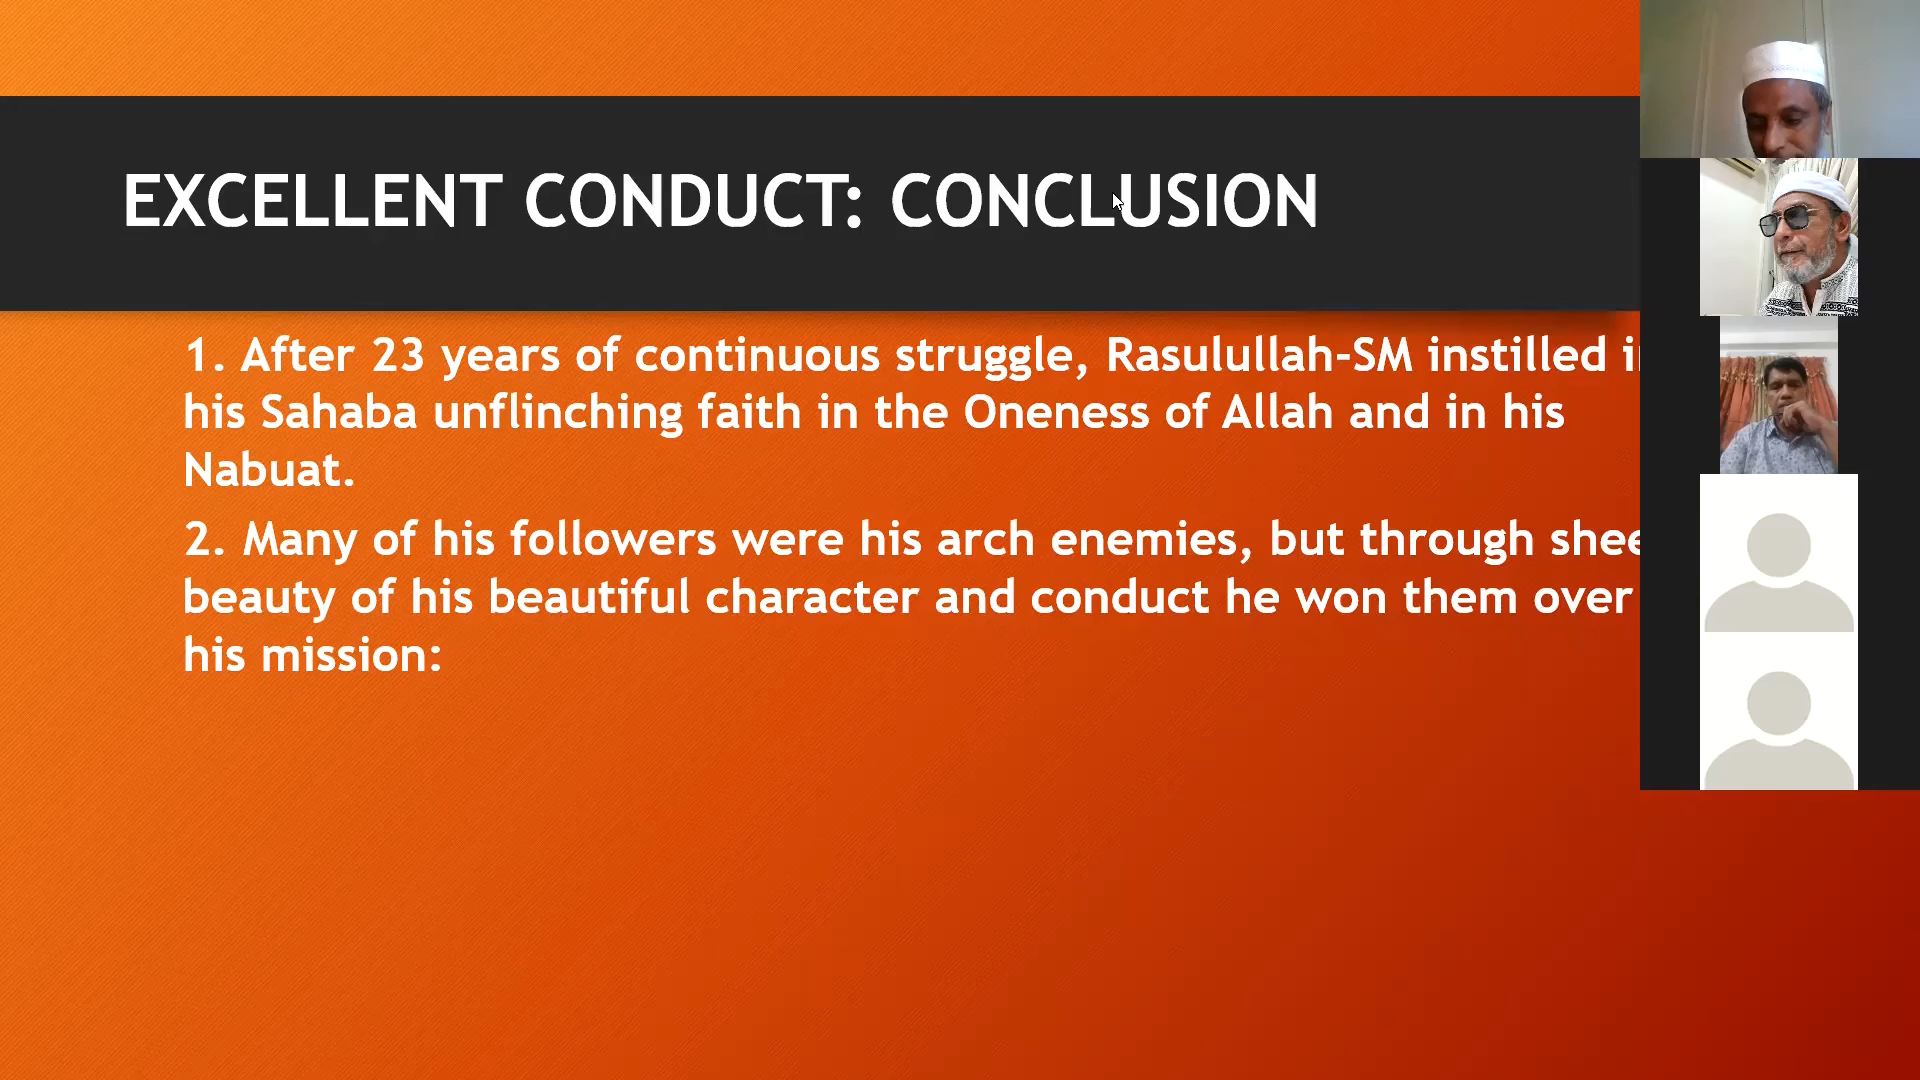 EXCELLENT CONDUCT: CONCLUSION
1. After 23 years of continuous struggle, Rasulullah-SM instilled
his Sahaba unflinching faith in the Oneness of Allah and in his
Nabuat.
2. Many of his followers were his arch enemies, but through
beauty of his beautiful character and conduct he won them over
his mission: